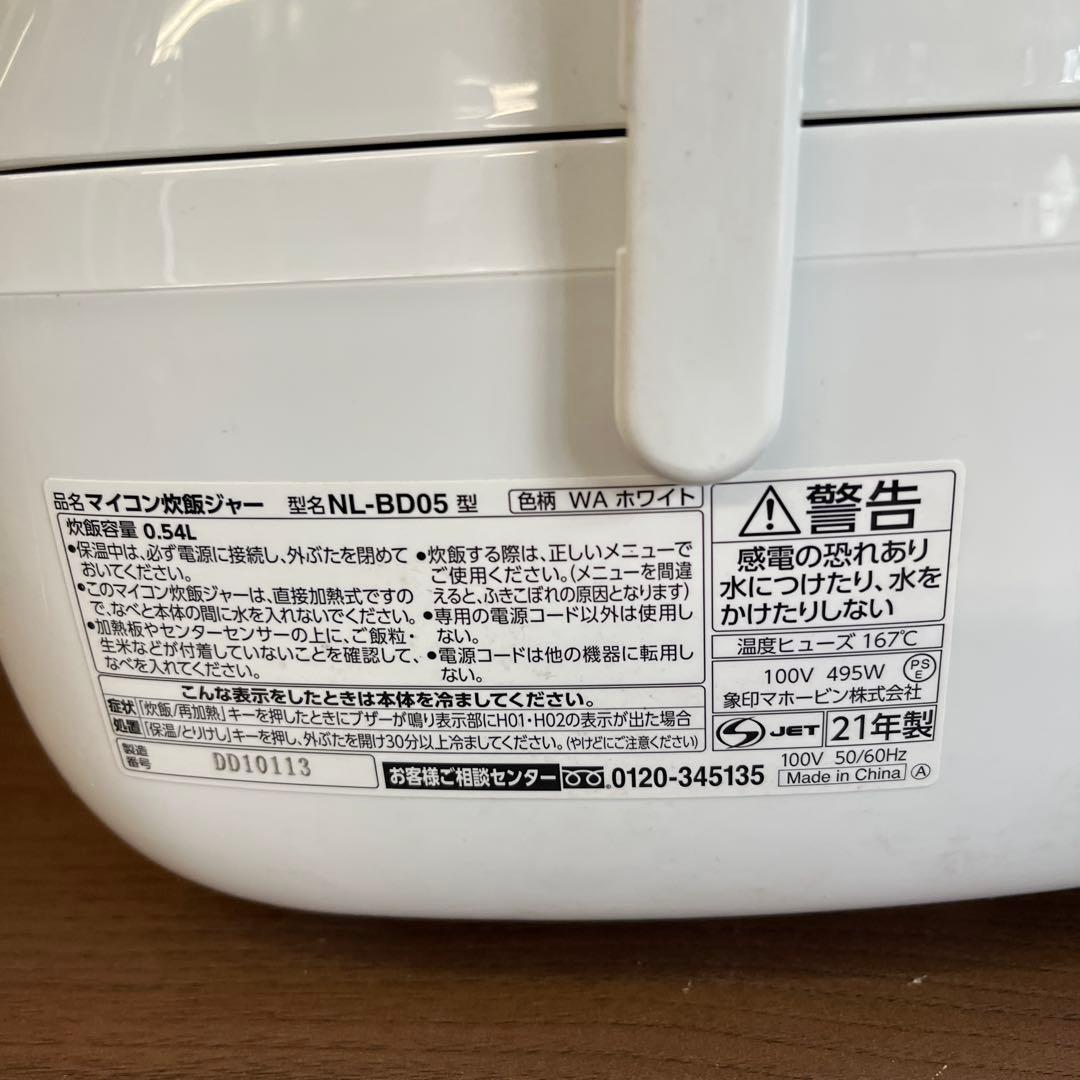 品名 マイコン炊飯ジャー 型名 NL-BD05 型 色柄 WA ホワイト
炊飯容量 0.54L
•保温中は、必ず電源に接続し、外ぶたを閉めて
おいてください。
•このマイコン炊飯ジャーは、直接加熱式ですの
で、なべと本体の間に水を入れないでください。
•加熱板やセンターセンサーの上に、ご飯粒・
生米などが付着していないことを確認して、
なべを入れてください。
•炊飯する際は、正しいメニューで
ご使用ください。(メニューを間違
えると、ふきこぼれの原因となります)
•専用の電源コード以外は使用し
ない。
•電源コードは他の機器に転用し
ない。
こんな表示をしたときは本体を冷ましてください。
症状 「炊飯/再加熱」キーを押したときにブザーが鳴り表示部にH01・H02の表示が出た場合
処置 「保温/とりけし」キーを押し、外ぶたを開け30分以上冷ましてください。(やけどにご注意ください)
製造
番号 DD10113
お客様ご相談センター 0120-345135
警告
感電の恐れあり
水につけたり、水を
かけたりしない
温度ヒューズ 167℃
100V 495W PS
E
象印マホービン株式会社
S JET 21年製
100V 50/60Hz
Made in China A